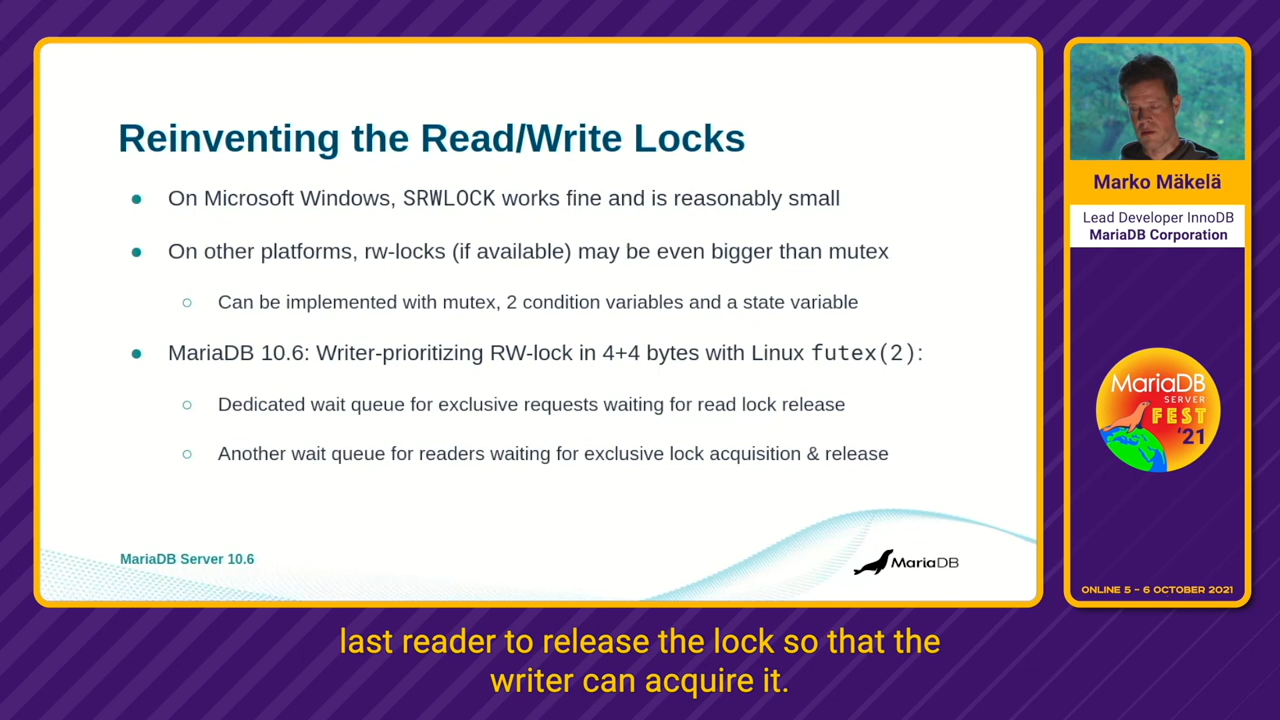 Reinventing the Read/Write Locks
● On Microsoft Windows, SRWLOCK works fine and is reasonably small
● On other platforms, rw-locks (if available) may be even bigger than mutex
○ Can be implemented with mutex, 2 condition variables and a state variable
● MariaDB 10.6: Writer-prioritizing RW-lock in 4+4 bytes with Linux futex(2):
○ Dedicated wait queue for exclusive requests waiting for read lock release
○ Another wait queue for readers waiting for exclusive lock acquisition & release
MariaDB Server 10.6
MariaDB
Marko Mäkelä
Lead Developer InnoDB
MariaDB Corporation
MariaDB
SERVER
FEST
'21
ONLINE 5 - 6 OCTOBER 2021
last reader to release the lock so that the
writer can acquire it.